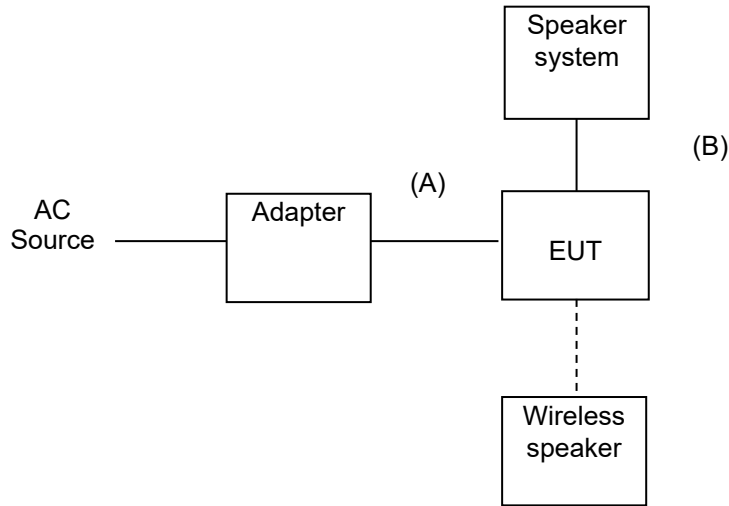 Speaker
system
(B)
(A)
AC
Source
Adapter
EUT
Wireless
speaker